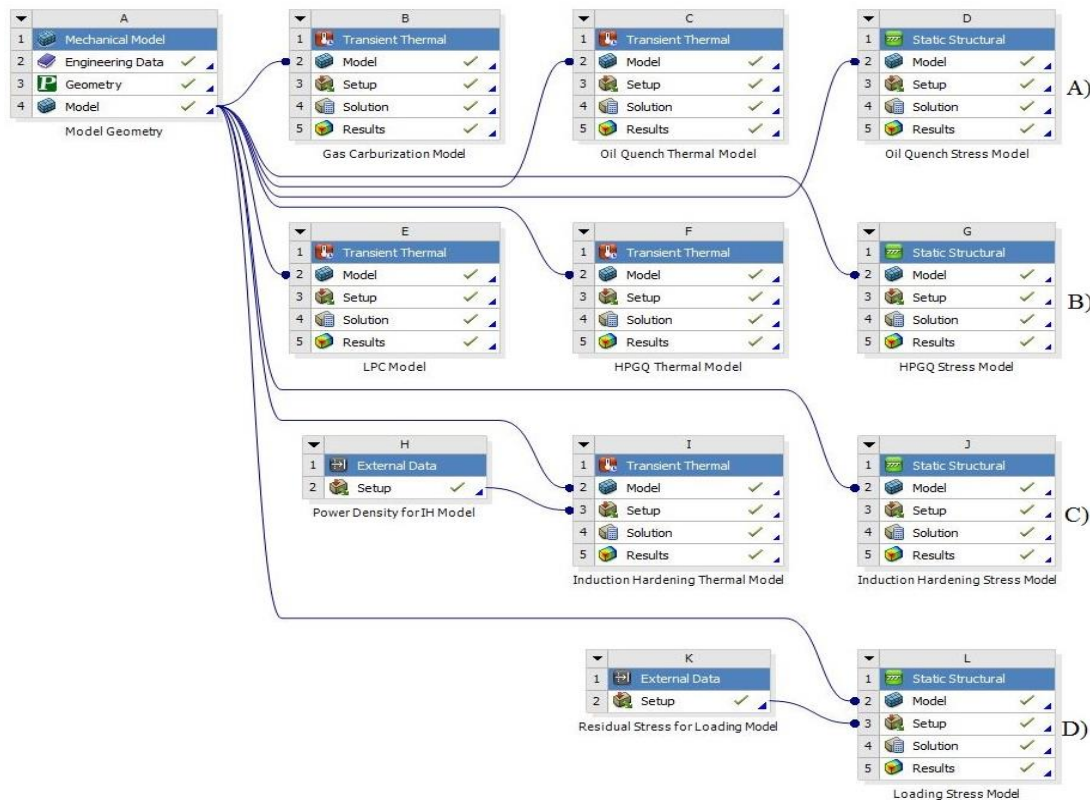 A
1 Mechanical Model
2 Engineering Data
3 Geometry
4 Model
Model Geometry
B
1 Transient Thermal
2 Model
3 Setup
4 Solution
5 Results
Gas Carburization Model
C
1 Transient Thermal
2 Model
3 Setup
4 Solution
5 Results
Oil Quench Thermal Model
D
1 Static Structural
2 Model
3 Setup
4 Solution
5 Results
Oil Quench Stress Model
A)
E
1 Transient Thermal
2 Model
3 Setup
4 Solution
5 Results
LPC Model
F
1 Transient Thermal
2 Model
3 Setup
4 Solution
5 Results
HPGQ Thermal Model
G
1 Static Structural
2 Model
3 Setup
4 Solution
5 Results
HPGQ Stress Model
B)
H
1 External Data
2 Setup
Power Density for IH Model
I
1 Transient Thermal
2 Model
3 Setup
4 Solution
5 Results
Induction Hardening Thermal Model
J
1 Static Structural
2 Model
3 Setup
4 Solution
5 Results
Induction Hardening Stress Model
C)
K
1 External Data
2 Setup
Residual Stress for Loading Model
L
1 Static Structural
2 Model
3 Setup
4 Solution
5 Results
Loading Stress Model
D)